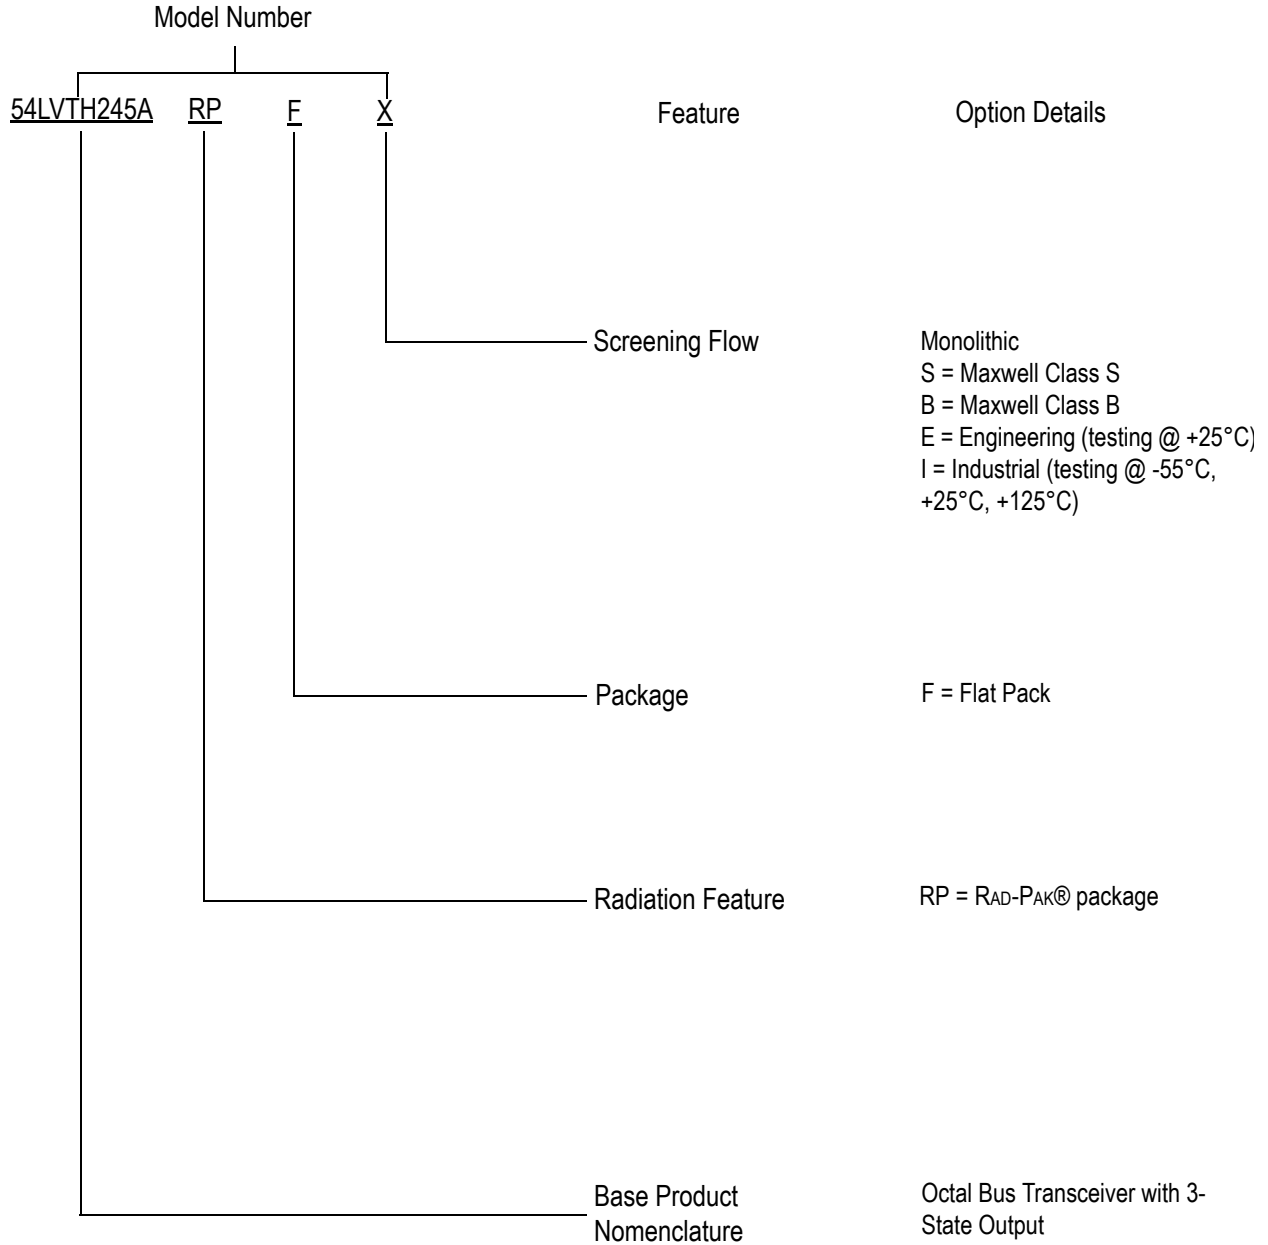 Model Number
54LVTH245A RP F X Feature Option Details
Screening Flow Monolithic
S = Maxwell Class S
B = Maxwell Class B
E = Engineering (testing @ +25°C)
I = Industrial (testing @ -55°C,
+25°C, +125°C)
Package F = Flat Pack
Radiation Feature RP = RAD-PAK® package
Base Product
Nomenclature
Octal Bus Transceiver with 3-
State Output